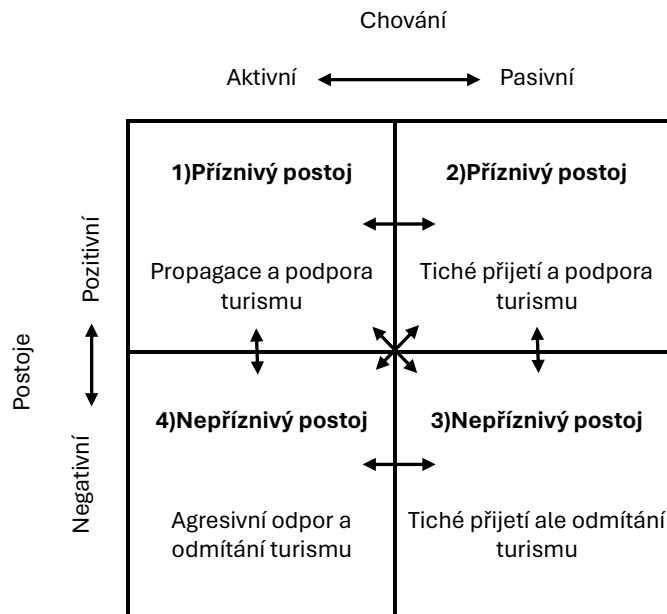 Chování
Aktivní
Pasivní
1)Příznivý postoj
2)Příznivý postoj
Propagace a podpora
turismu
Tiché přijetí a podpora
turismu
Postoje
Pozitivní
Negativní
4)Nepříznivý postoj
3)Nepříznivý postoj
Agresivní odpor a
odmítání turismu
Tiché přijetí ale odmítání
turismu